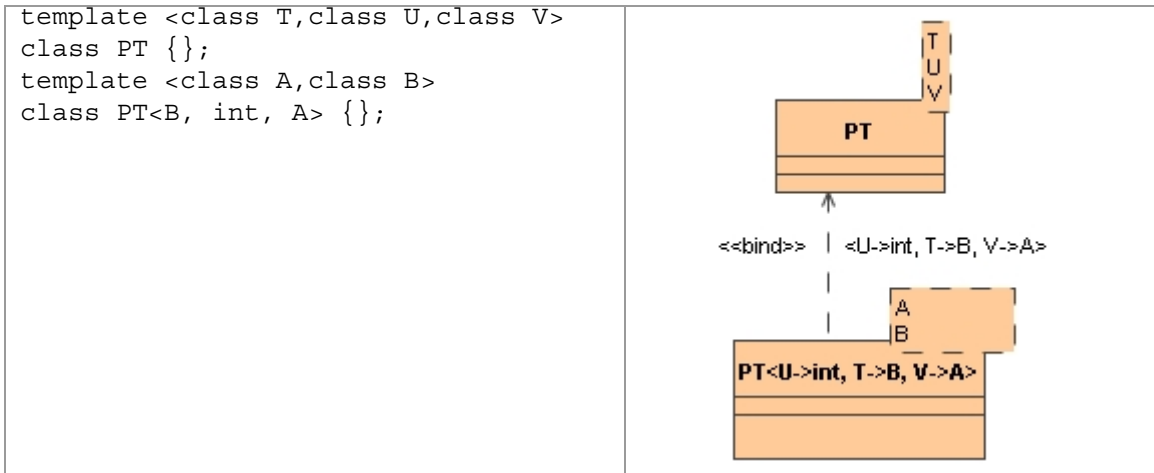 template <class T,class U,class V>
class PT {};
template <class A,class B>
class PT<B, int, A> {};
T
U
V
PT
<<bind>> <U->int, T->B, V->A>
A
B
PT<U->int, T->B, V->A>